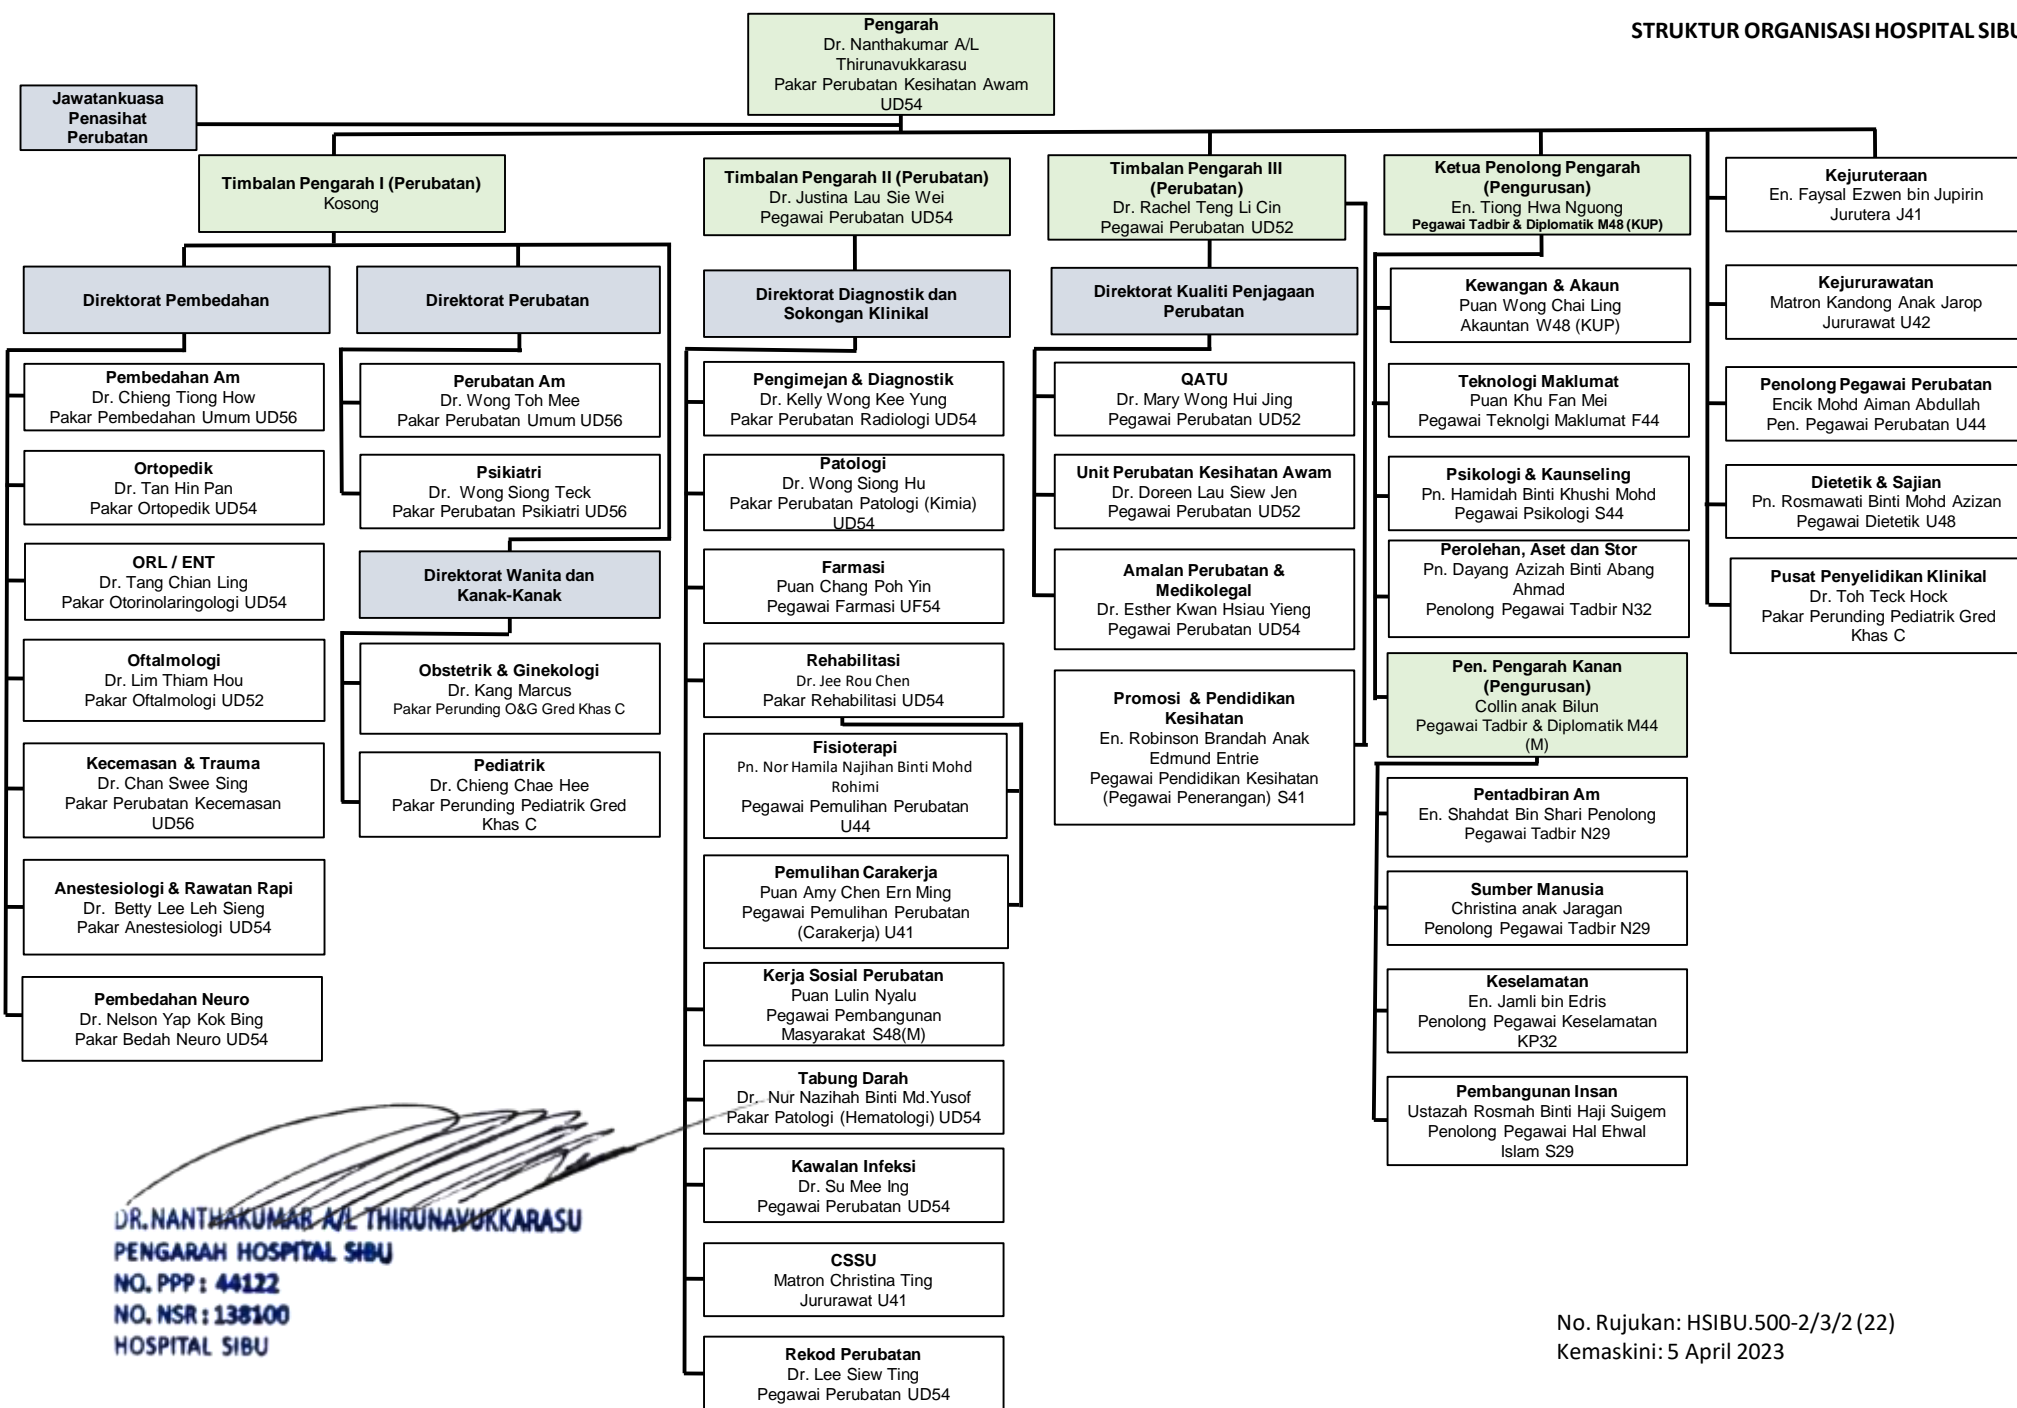 STRUKTUR ORGANISASI HOSPITAL SIBU
Pengarah
Dr. Nanthakumar A/L
Thirunavukkarasu
Pakar Perubatan Kesihatan Awam
UD54
Jawatankuasa
Penasihat
Perubatan
Timbalan Pengarah I (Perubatan)
Kosong
Direktorat Pembedahan
Pembedahan Am
Dr. Chieng Tiong How
Pakar Pembedahan Umum UD56
Ortopedik
Dr. Tan Hin Pan
Pakar Ortopedik UD54
ORL / ENT
Dr. Tang Chian Ling
Pakar Otorinolaringologi UD54
Oftalmologi
Dr. Lim Thiam Hou
Pakar Oftalmologi UD52
Kecemasan & Trauma
Dr. Chan Swee Sing
Pakar Perubatan Kecemasan
UD56
Anestesiologi & Rawatan Rapi
Dr. Betty Lee Leh Sieng
Pakar Anestesiologi UD54
Pembedahan Neuro
Dr. Nelson Yap Kok Bing
Pakar Bedah Neuro UD54
Direktorat Perubatan
Perubatan Am
Dr. Wong Toh Mee
Pakar Perubatan Umum UD56
Psikiatri
Dr. Wong Siong Teck
Pakar Perubatan Psikiatri UD56
Direktorat Wanita dan
Kanak-Kanak
Obstetrik & Ginekologi
Dr. Kang Marcus
Pakar Perunding O&G Gred Khas C
Pediatrik
Dr. Chieng Chae Hee
Pakar Perunding Pediatrik Gred
Khas C
Timbalan Pengarah II (Perubatan)
Dr. Justina Lau Sie Wei
Pegawai Perubatan UD54
Direktorat Diagnostik dan
Sokongan Klinikal
Pengimejan & Diagnostik
Dr. Kelly Wong Kee Yung
Pakar Perubatan Radiologi UD54
Patologi
Dr. Wong Siong Hu
Pakar Perubatan Patologi (Kimia)
UD54
Farmasi
Puan Chang Poh Yin
Pegawai Farmasi UF54
Rehabilitasi
Dr. Jee Rou Chen
Pakar Rehabilitasi UD54
Fisioterapi
Pn. Nor Hamila Najihan Binti Mohd
Rohimi
Pegawai Pemulihan Perubatan
U44
Pemulihan Carakerja
Puan Amy Chen Ern Ming
Pegawai Pemulihan Perubatan
(Carakerja) U41
Kerja Sosial Perubatan
Puan Lulin Nyalu
Pegawai Pembangunan
Masyarakat S48(M)
Tabung Darah
Dr. Nur Nazihah Binti Md.Yusof
Pakar Patologi (Hematologi) UD54
Kawalan Infeksi
Dr. Su Mee Ing
Pegawai Perubatan UD54
CSSU
Matron Christina Ting
Jururawat U41
Rekod Perubatan
Dr. Lee Siew Ting
Pegawai Perubatan UD54
Timbalan Pengarah III
(Perubatan)
Dr. Rachel Teng Li Cin
Pegawai Perubatan UD52
Direktorat Kualiti Penjagaan
Perubatan
QATU
Dr. Mary Wong Hui Jing
Pegawai Perubatan UD52
Unit Perubatan Kesihatan Awam
Dr. Doreen Lau Siew Jen
Pegawai Perubatan UD52
Amalan Perubatan &
Medikolegal
Dr. Esther Kwan Hsiau Yieng
Pegawai Perubatan UD54
Promosi & Pendidikan
Kesihatan
En. Robinson Brandah Anak
Edmund Entrie
Pegawai Pendidikan Kesihatan
(Pegawai Penerangan) S41
Ketua Penolong Pengarah
(Pengurusan)
En. Tiong Hwa Nguong
Pegawai Tadbir & Diplomatik M48 (KUP)
Kewangan & Akaun
Puan Wong Chai Ling
Akauntan W48 (KUP)
Teknologi Maklumat
Puan Khu Fan Mei
Pegawai Teknolgi Maklumat F44
Psikologi & Kaunseling
Pn. Hamidah Binti Khushi Mohd
Pegawai Psikologi S44
Perolehan, Aset dan Stor
Pn. Dayang Azizah Binti Abang
Ahmad
Penolong Pegawai Tadbir N32
Pen. Pengarah Kanan
(Pengurusan)
Collin anak Bilun
Pegawai Tadbir & Diplomatik M44
(M)
Pentadbiran Am
En. Shahdat Bin Shari Penolong
Pegawai Tadbir N29
Sumber Manusia
Christina anak Jaragan
Penolong Pegawai Tadbir N29
Keselamatan
En. Jamli bin Edris
Penolong Pegawai Keselamatan
KP32
Pembangunan Insan
Ustazah Rosmah Binti Haji Suigem
Penolong Pegawai Hal Ehwal
Islam S29
Kejuruteraan
En. Faysal Ezwen bin Jupirin
Jurutera J41
Kejururawatan
Matron Kandong Anak Jarop
Jururawat U42
Penolong Pegawai Perubatan
Encik Mohd Aiman Abdullah
Pen. Pegawai Perubatan U44
Dietetik & Sajian
Pn. Rosmawati Binti Mohd Azizan
Pegawai Dietetik U48
Pusat Penyelidikan Klinikal
Dr. Toh Teck Hock
Pakar Perunding Pediatrik Gred
Khas C
DR. NANTHAKUMAR A/L THIRUNAVUKKARASU
PENGARAH HOSPITAL SIBU
NO. PPP : 44122
NO. NSR : 138100
HOSPITAL SIBU
No. Rujukan: HSIBU.500-2/3/2 (22)
Kemaskini: 5 April 2023